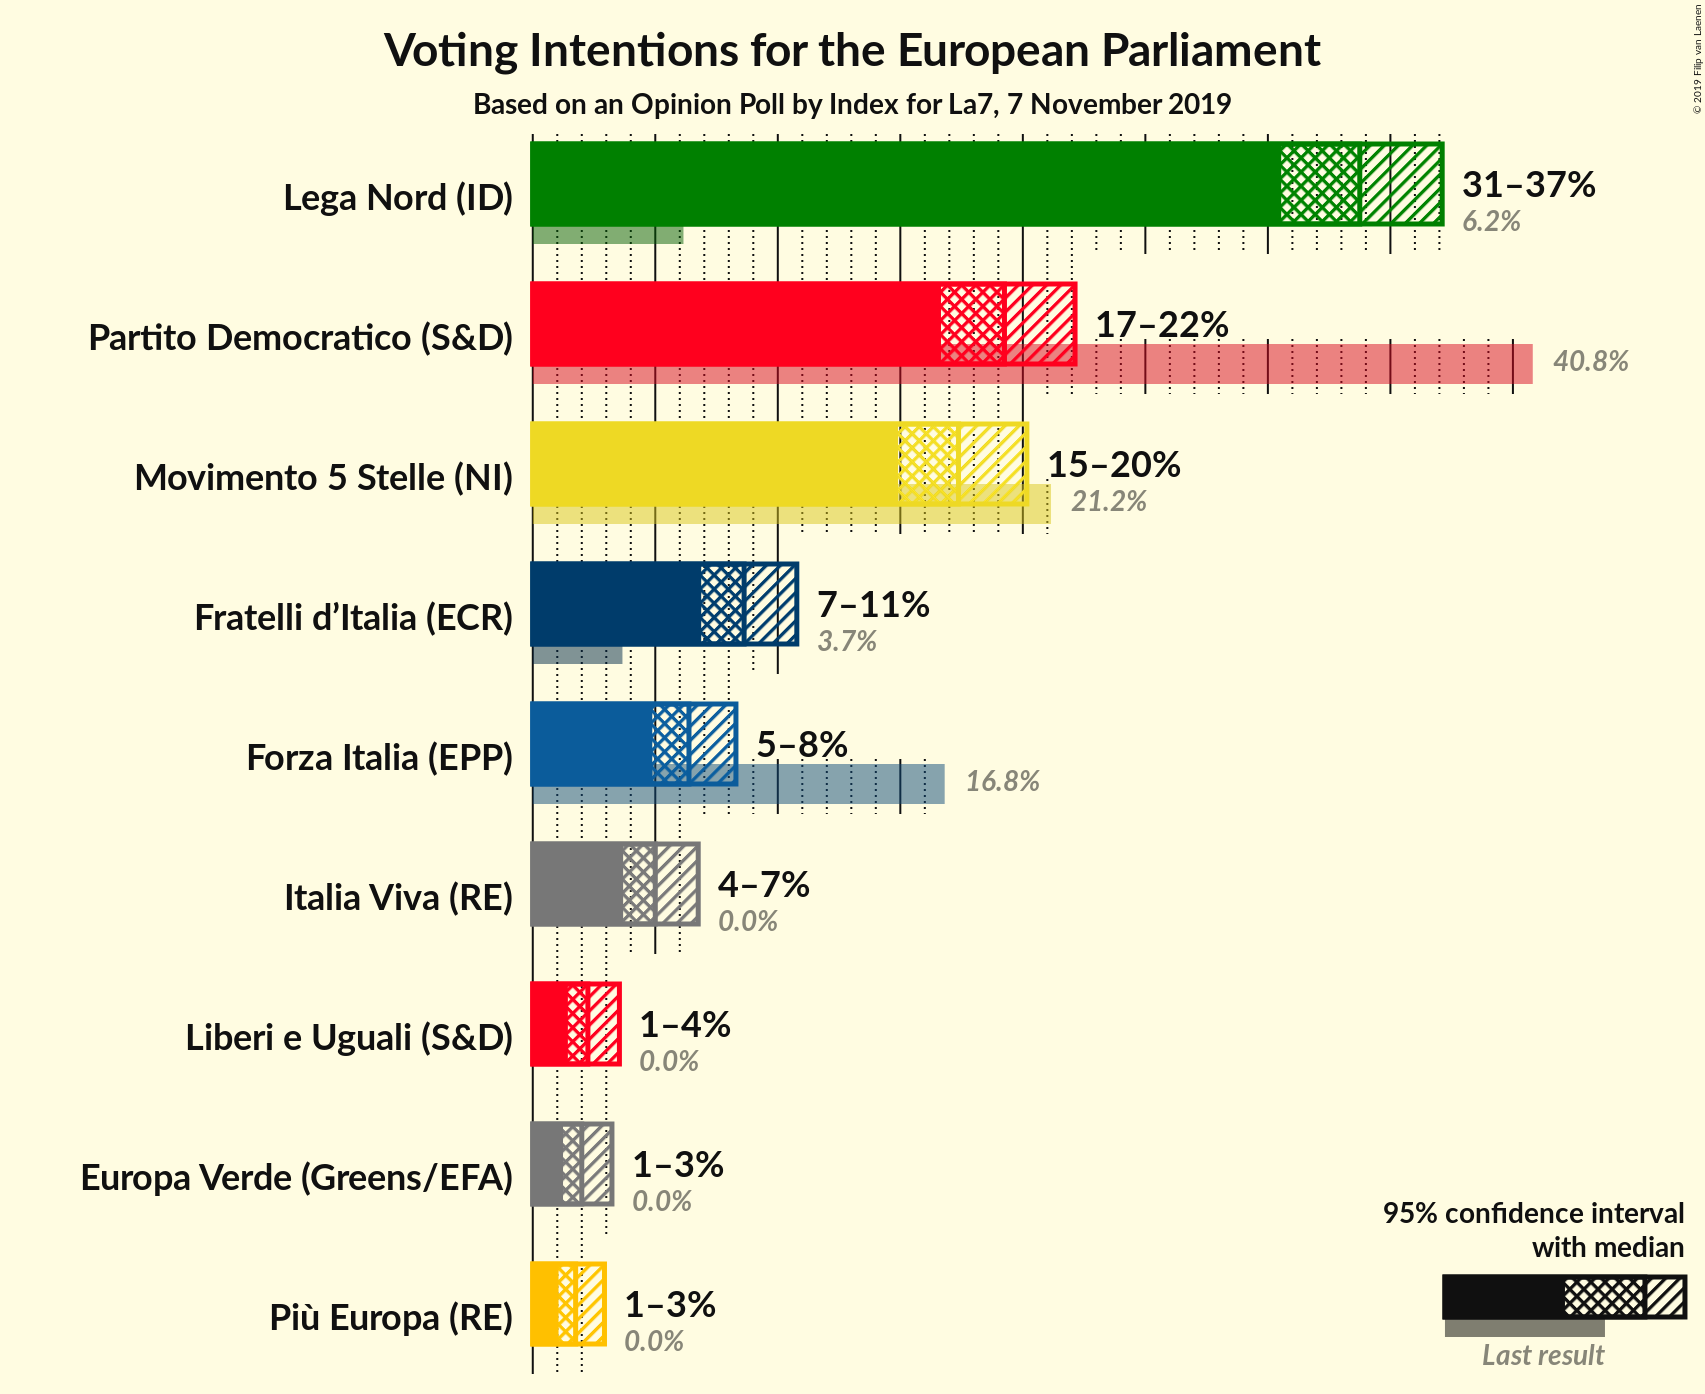 Voting Intentions for the European Parliament
Based on an Opinion Poll by Index for La7, 7 November 2019
© 2019 Filip van Laenen
Lega Nord (ID)
31–37%
6.2%
Partito Democratico (S&D)
17–22%
40.8%
Movimento 5 Stelle (NI)
15–20%
21.2%
Fratelli d’Italia (ECR)
7–11%
3.7%
Forza Italia (EPP)
5–8%
16.8%
Italia Viva (RE)
4–7%
0.0%
Liberi e Uguali (S&D)
1–4%
0.0%
Europa Verde (Greens/EFA)
1–3%
0.0%
Più Europa (RE)
1–3%
0.0%
95% confidence interval
with median
Last result